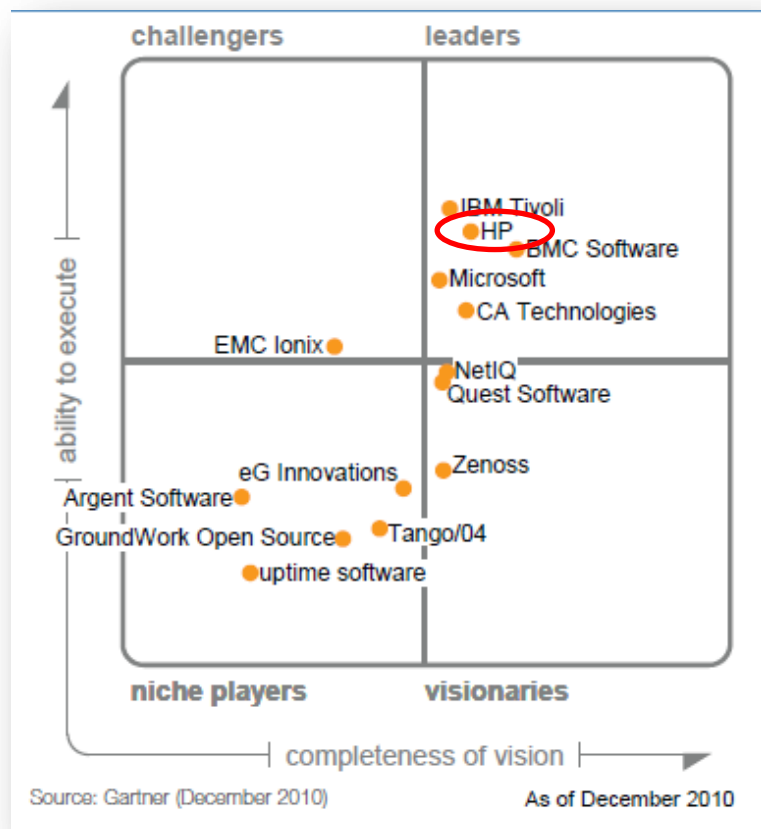 challengers
leaders
IBM Tivoli
HP
BMC Software
Microsoft
CA Technologies
EMC Ionix
NetIQ
Quest Software
Zenoss
eG Innovations
Argent Software
GroundWork Open Source
Tango/04
uptime software
ability to execute
niche players
visionaries
completeness of vision
Source: Gartner (December 2010)
As of December 2010